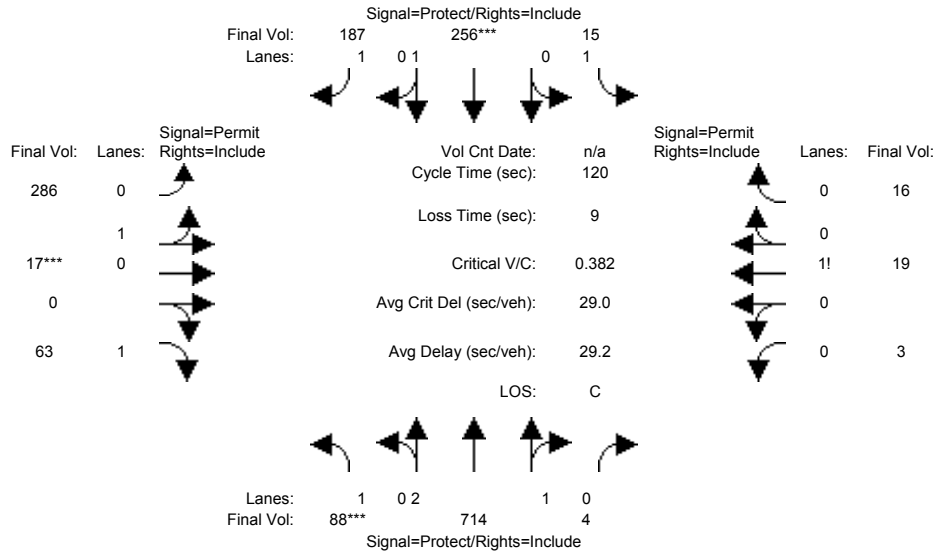 Signal=Protect/Rights=Include
Final Vol: 187 256*** 15
Lanes: 1 0 1 0 1
Signal=Permit Signal=Permit
Final Vol: Lanes: Rights=Include Vol Cnt Date: n/a Rights=Include Lanes: Final Vol:
Cycle Time (sec): 120
286 0 0 16
Loss Time (sec): 9
1 0
17*** 0 Critical V/C: 0.382 1! 19
0 Avg Crit Del (sec/veh): 29.0 0
63 1 Avg Delay (sec/veh): 29.2 0 3
LOS: C
Lanes: 1 0 2 1 0
Final Vol: 88*** 714 4
Signal=Protect/Rights=Include